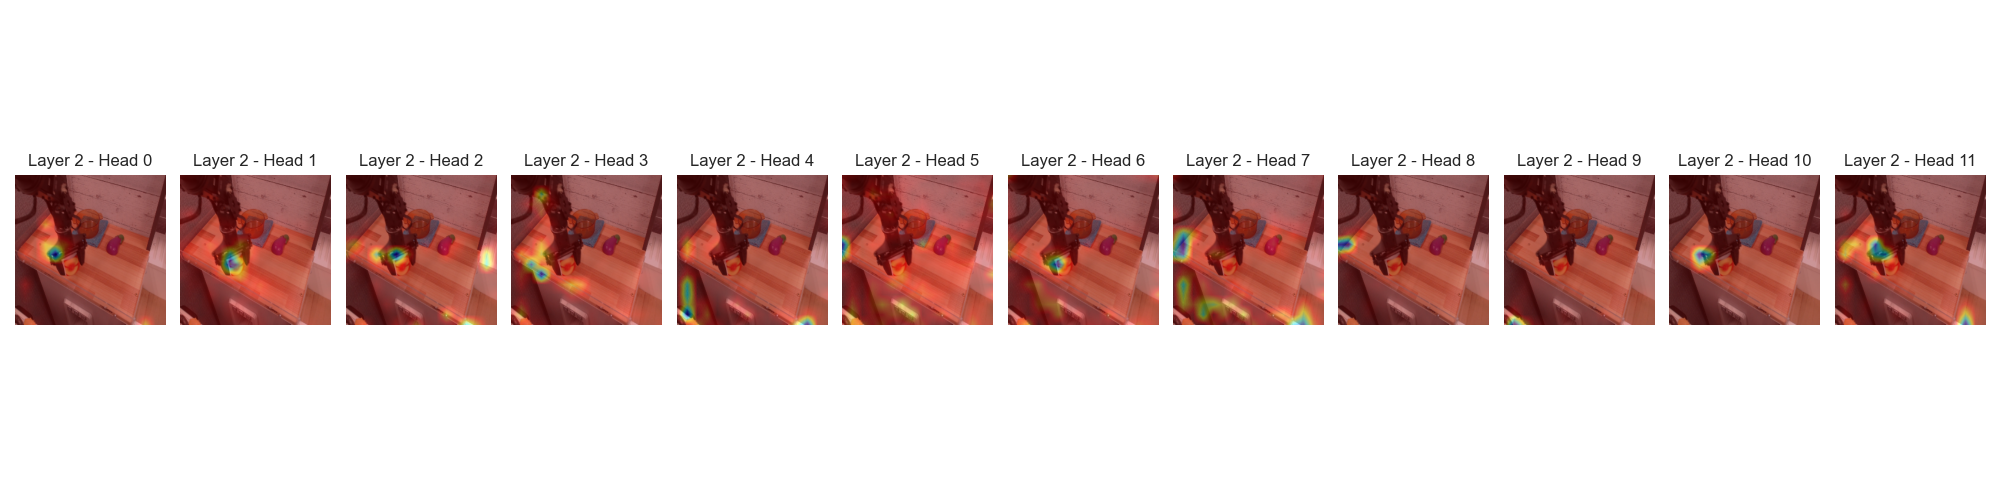 Layer 2 - Head 0
Layer 2 - Head 1
Layer 2 - Head 2
Layer 2 - Head 3
Layer 2 - Head 4
Layer 2 - Head 5
Layer 2 - Head 6
Layer 2 - Head 7
Layer 2 - Head 8
Layer 2 - Head 9
Layer 2 - Head 10
Layer 2 - Head 11